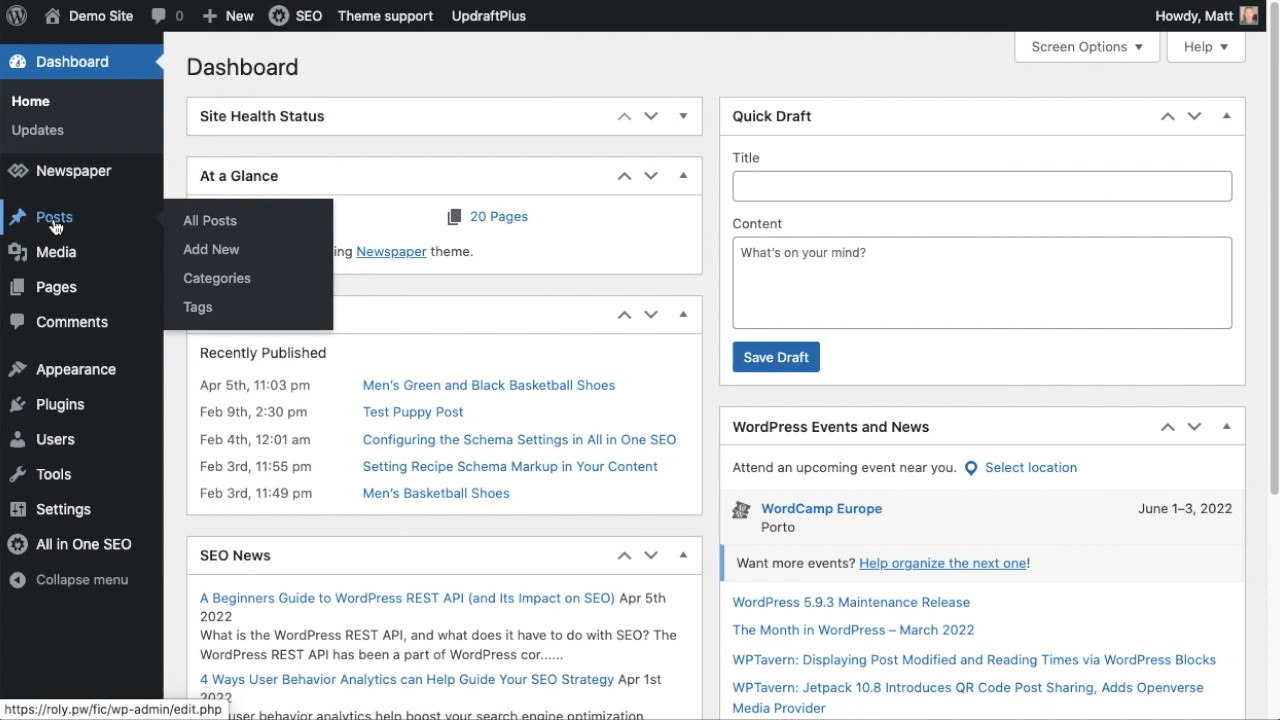 Demo Site
0
New
SEO
Theme support
UpdraftPlus
Howdy, Matt
Dashboard
Home
Updates
Newspaper
Posts
Media
Pages
Comments
Appearance
Plugins
Users
Tools
Settings
All in One SEO
Collapse menu
All Posts
Add New
Categories
Tags
Screen Options
Help
Dashboard
Site Health Status
At a Glance
20 Pages
ing Newspaper theme.
Recently Published
Apr 5th, 11:03 pm Men's Green and Black Basketball Shoes
Feb 9th, 2:30 pm Test Puppy Post
Feb 4th, 12:01 am Configuring the Schema Settings in All in One SEO
Feb 3rd, 11:55 pm Setting Recipe Schema Markup in Your Content
Feb 3rd, 11:49 pm Men's Basketball Shoes
SEO News
A Beginners Guide to WordPress REST API (and Its Impact on SEO) Apr 5th
2022
What is the WordPress REST API, and what does it have to do with SEO? The
WordPress REST API has been a part of WordPress cor......
4 Ways User Behavior Analytics can Help Guide Your SEO Strategy Apr 1st
2022
user behavior analytics help boost your search engine optimization
Quick Draft
Title
Content
What's on your mind?
Save Draft
WordPress Events and News
Attend an upcoming event near you. Select location
WordCamp Europe June 1–3, 2022
Porto
Want more events? Help organize the next one!
WordPress 5.9.3 Maintenance Release
The Month in WordPress – March 2022
WPTavern: Displaying Post Modified and Reading Times via WordPress Blocks
WPTavern: Jetpack 10.8 Introduces QR Code Post Sharing, Adds Openverse
Media Provider
https://roly.pw/fic/wp-admin/edit.php